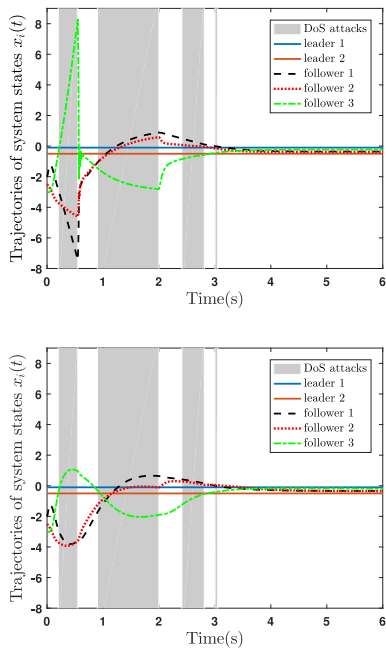 8
6
4
2
0
-2
-4
-6
-8
Trajectories of system states x_i(t)
DoS attacks
leader 1
leader 2
follower 1
follower 2
follower 3
0 1 2 3 4 5 6
Time(s)
8
6
4
2
0
-2
-4
-6
-8
Trajectories of system states x_i(t)
DoS attacks
leader 1
leader 2
follower 1
follower 2
follower 3
0 1 2 3 4 5 6
Time(s)